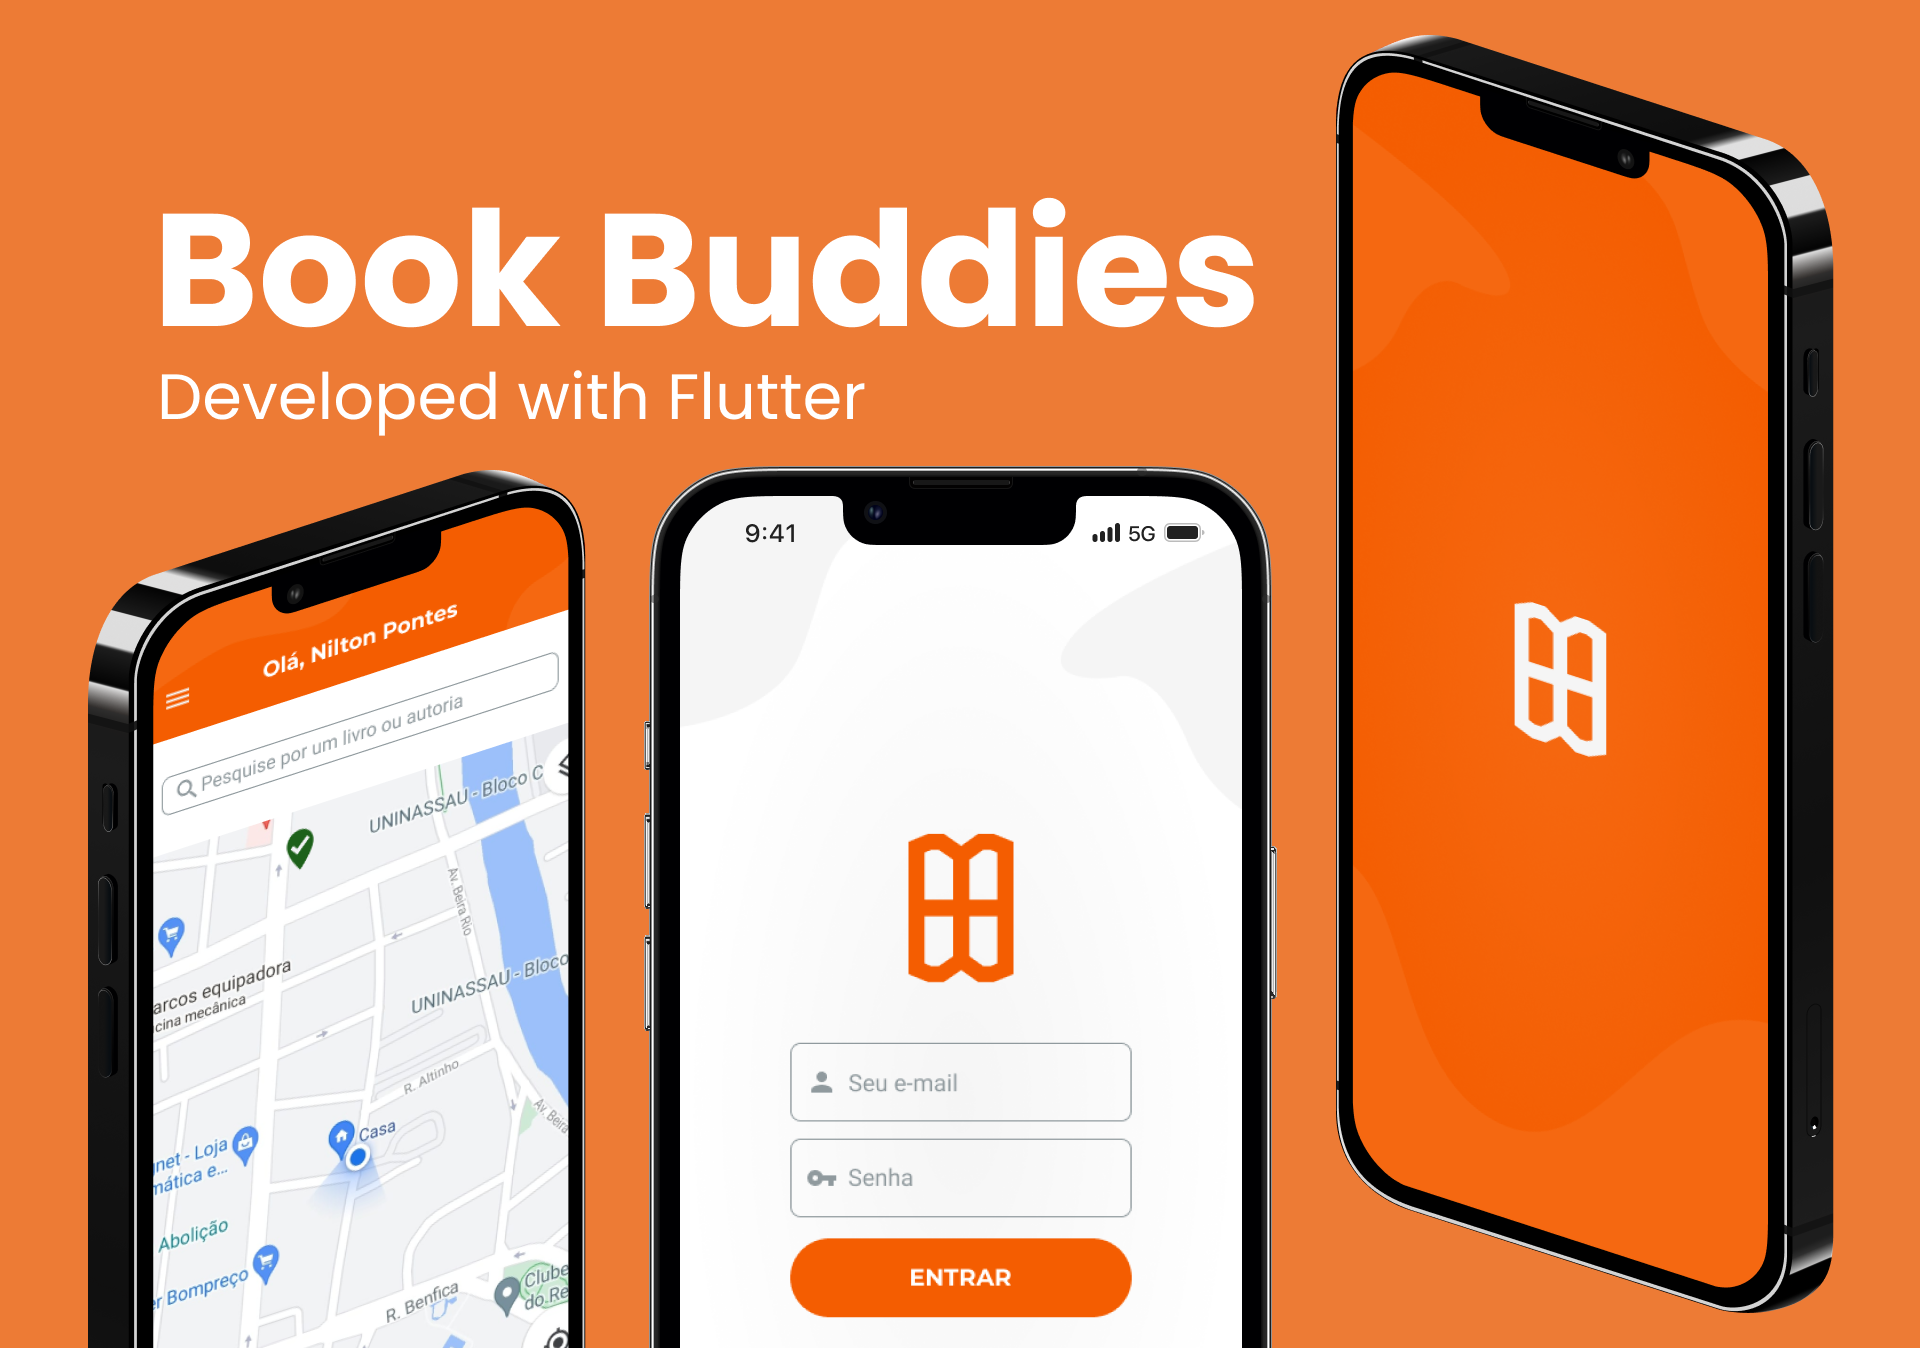 Book Buddies
Developed with Flutter
Olá, Nilton Pontes
Pesquise por um livro ou autoria
UNINASSAU - Bloco C
Av. Beira Rio
arcos equipadora
cina mecânica
UNINASSAU - Bloco
R. Altinho
Av. Beira
Casa
net - Loja
mática e...
Abolição
r Bompreço
R. Benfica
Clube
do Re
9:41
5G
Seu e-mail
Senha
ENTRAR